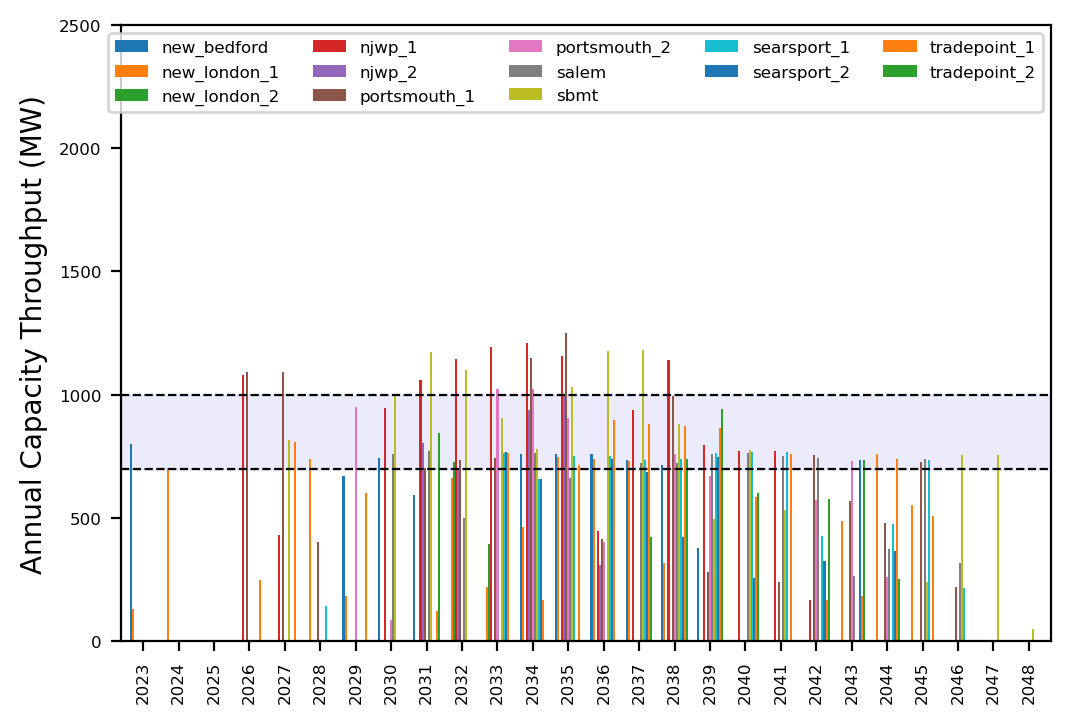 new_bedford njwp_1 portsmouth_2 searsport_1 tradepoint_1
new_london_1 njwp_2 salem searsport_2 tradepoint_2
new_london_2 portsmouth_1 sbmt
Annual Capacity Throughput (MW)
2500
2000
1500
1000
500
0
2023 2024 2025 2026 2027 2028 2029 2030 2031 2032 2033 2034 2035 2036 2037 2038 2039 2040 2041 2042 2043 2044 2045 2046 2047 2048